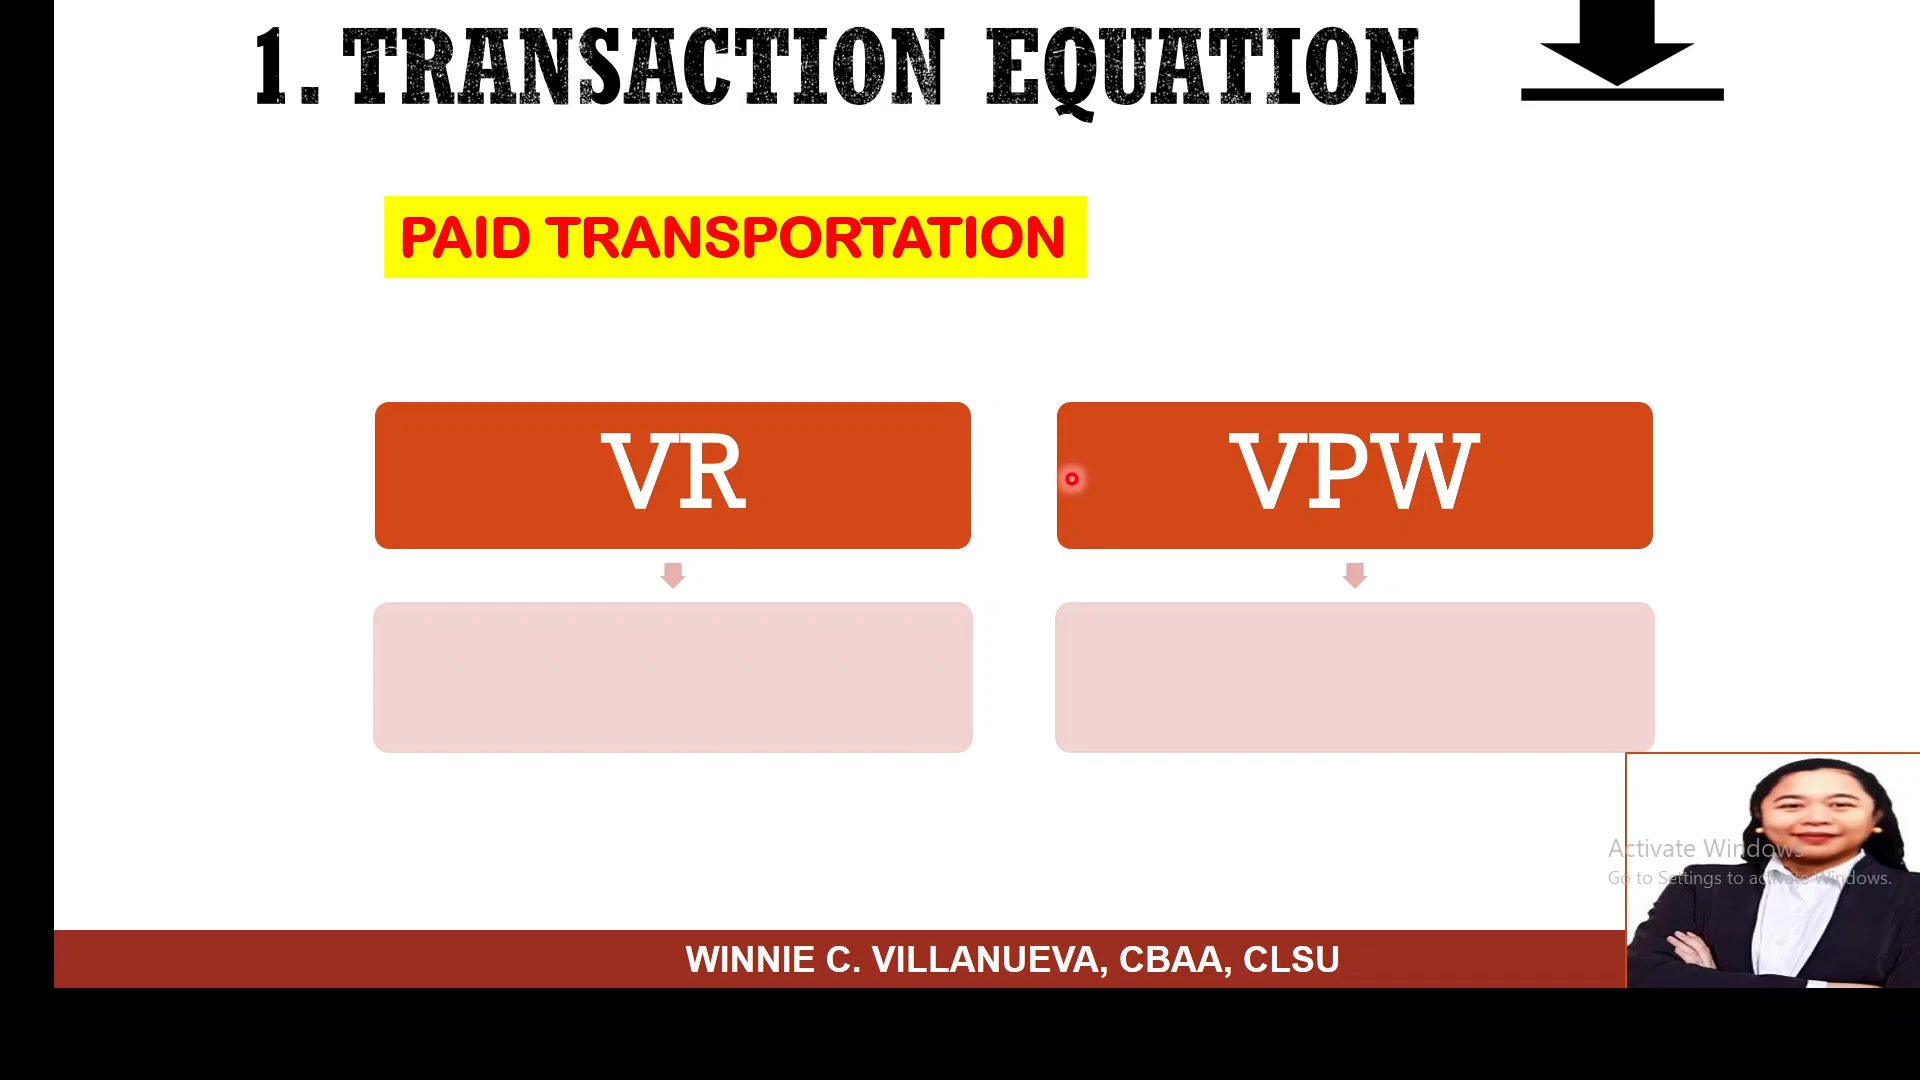 1. TRANSACTION EQUATION
PAID TRANSPORTATION
VR
VPW
Activate Windows
Go to Settings to activate Windows.
WINNIE C. VILLANUEVA, CBAA, CLSU